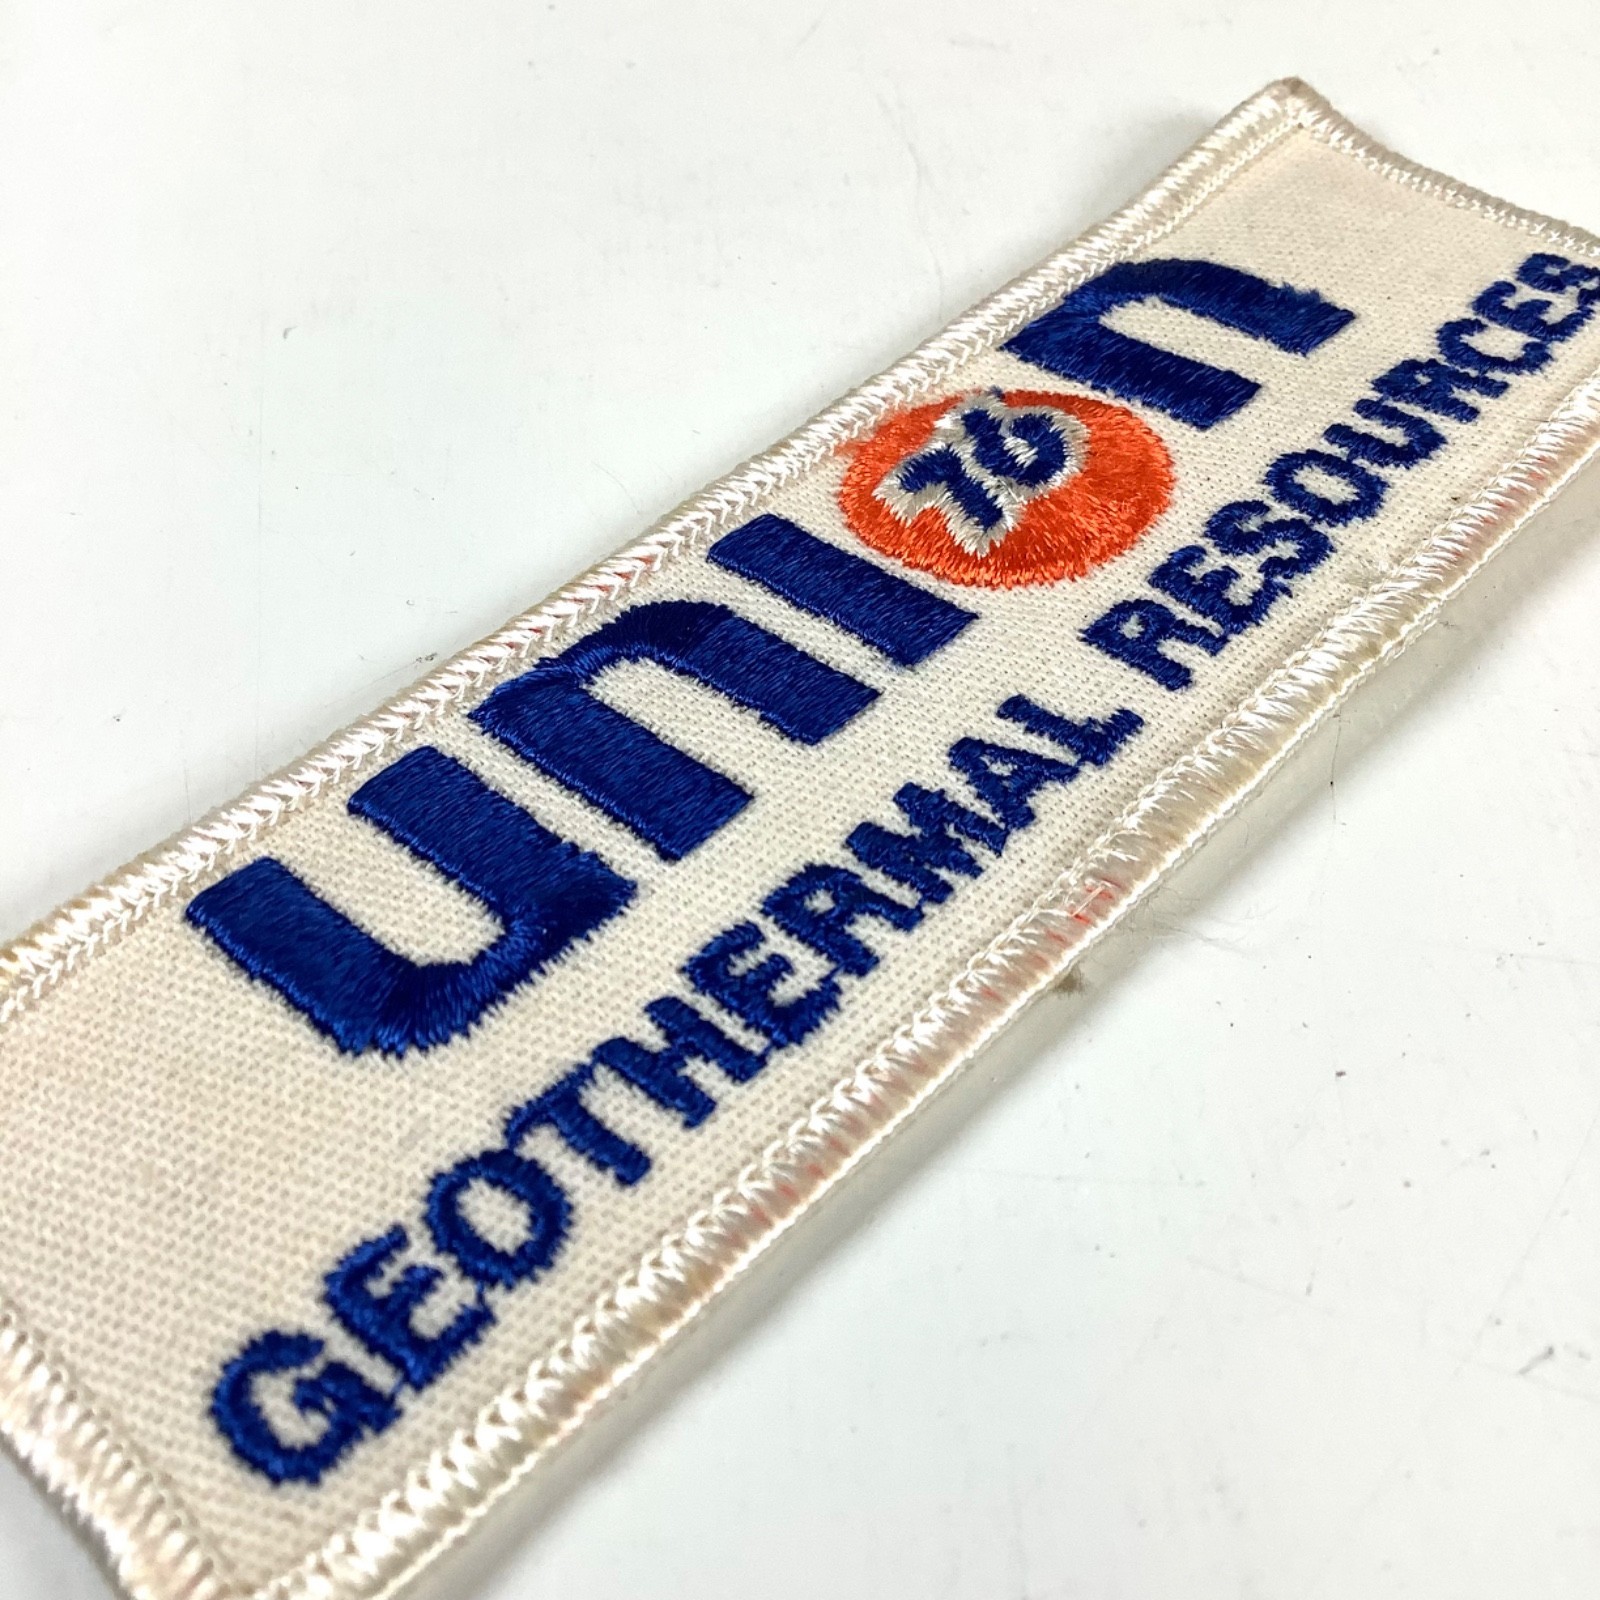 union
76
GEOTHERMAL RESOURCES